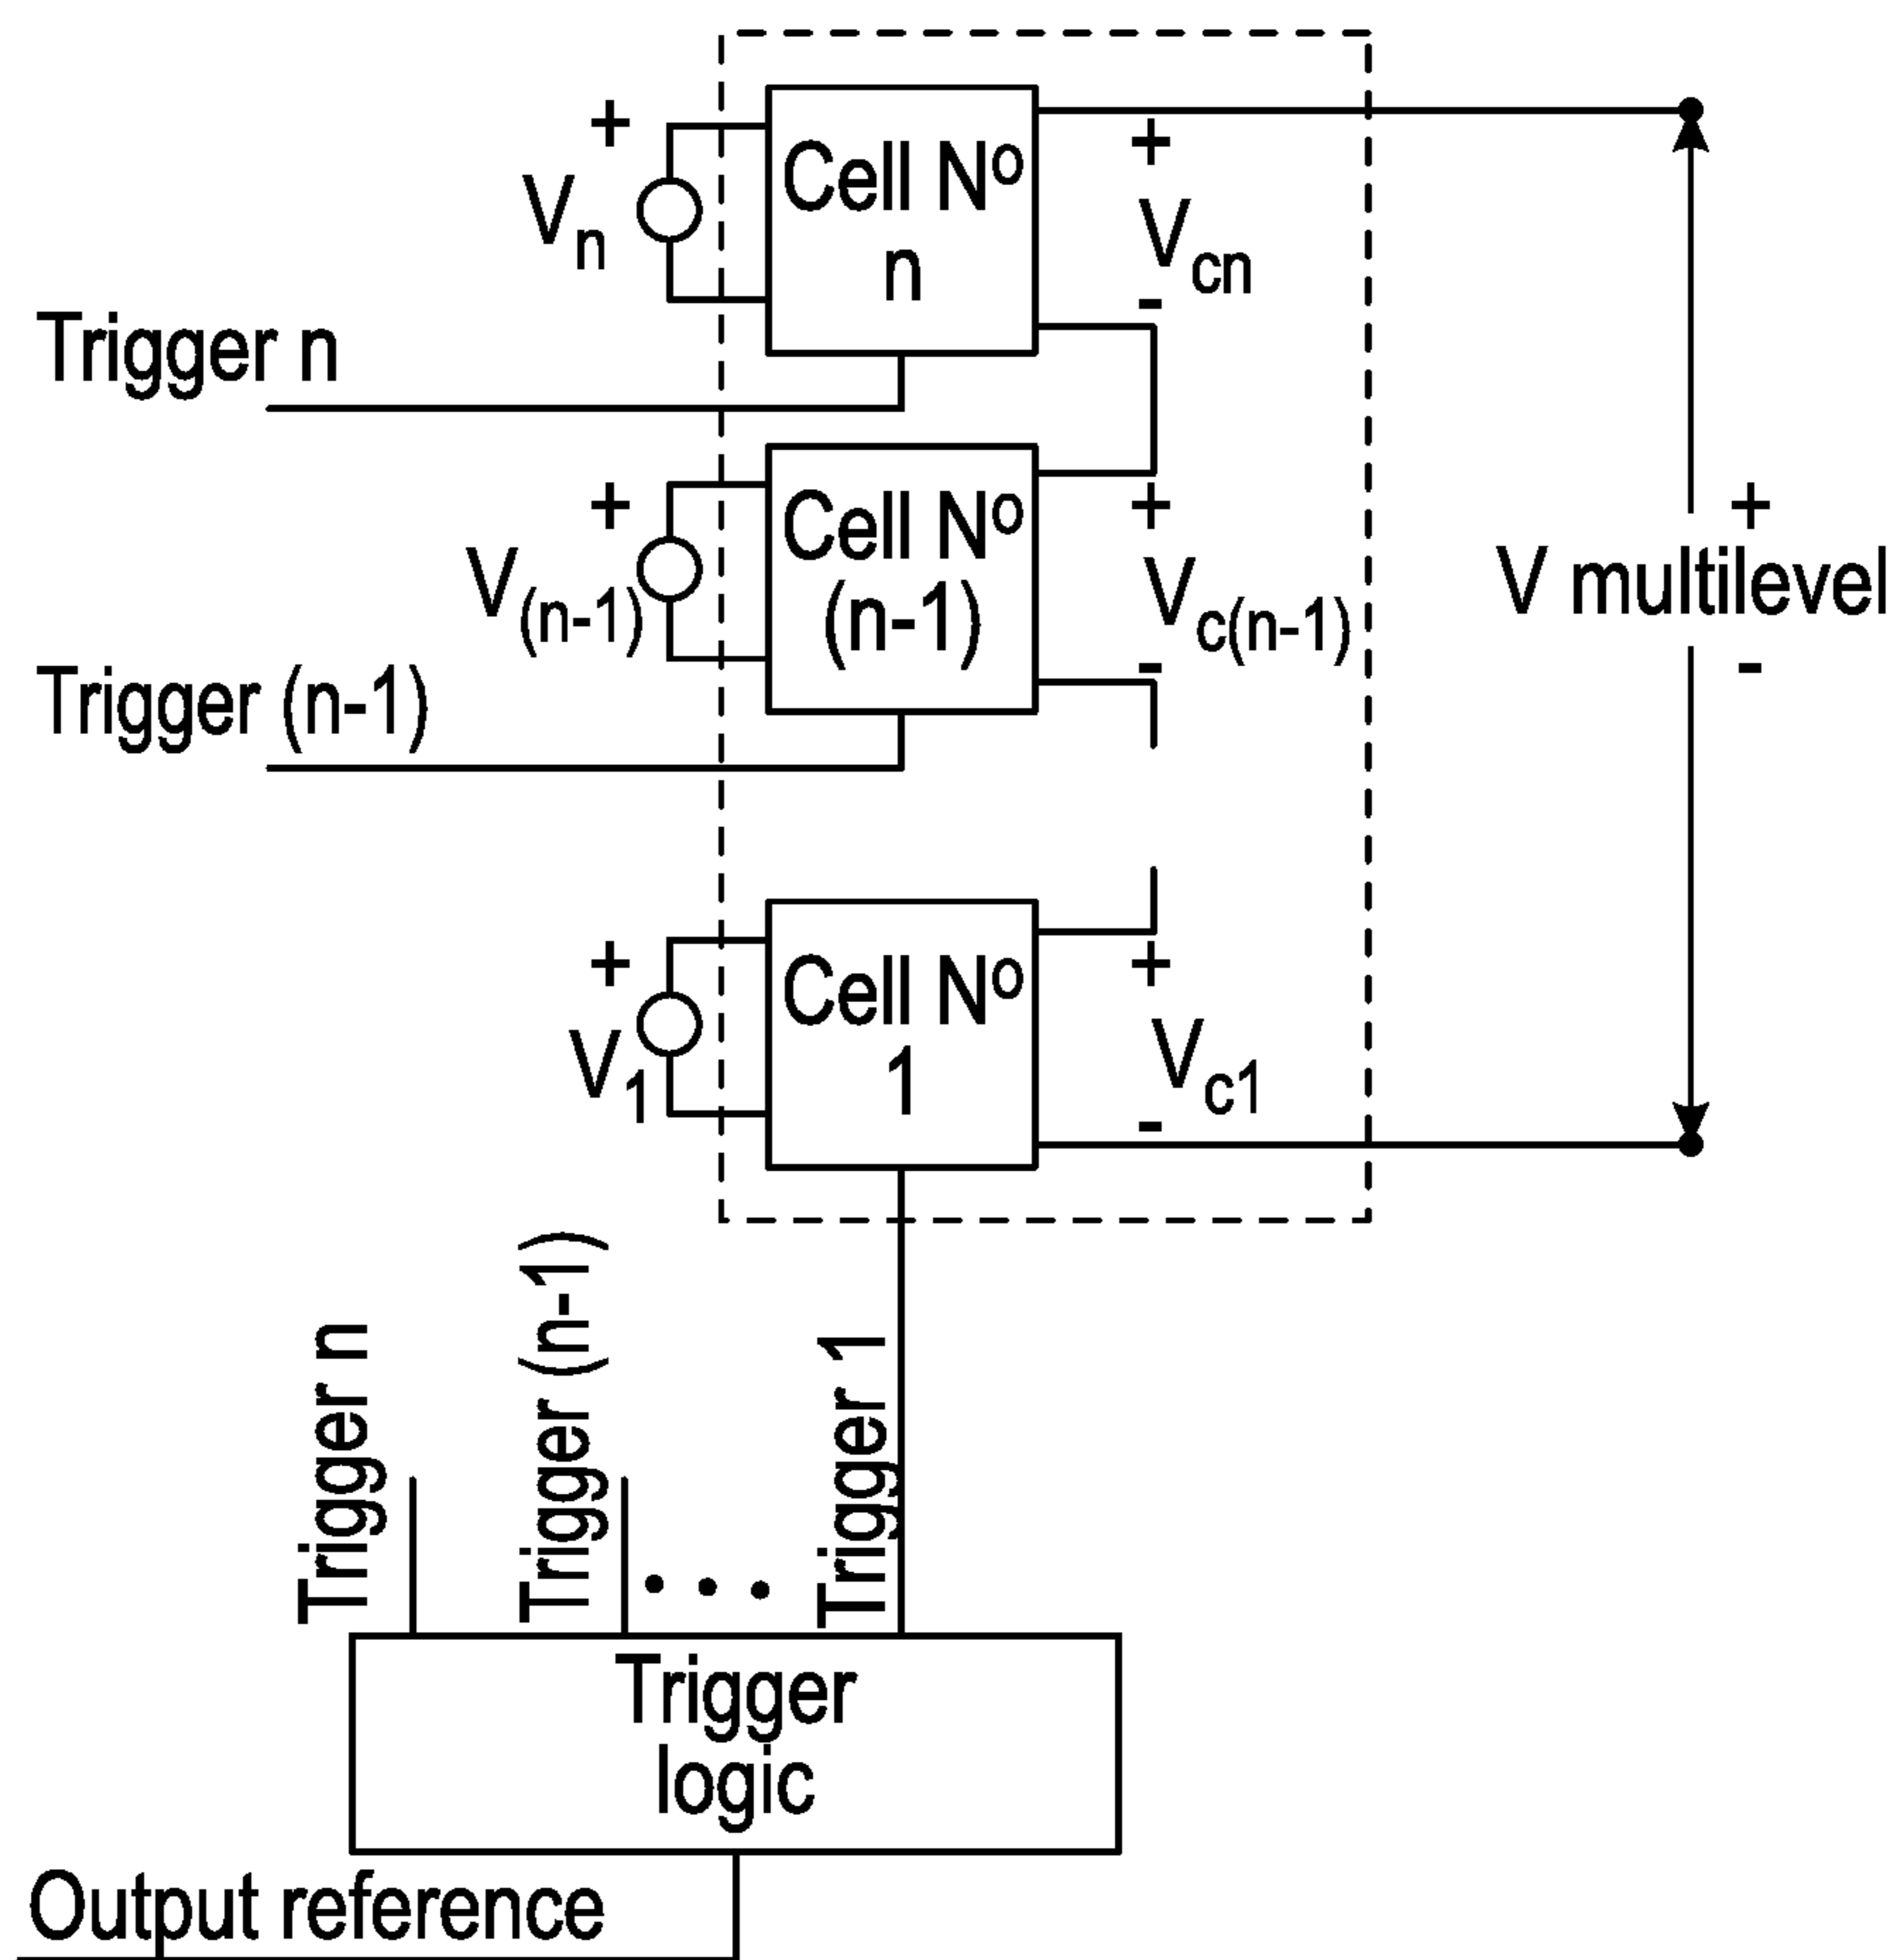 +
Cell Nº
n
+
Vn
Vcn
-
Trigger n
+
Cell Nº
(n-1)
+
+
V(n-1)
Vc(n-1)
V multilevel
-
-
Trigger (n-1)
+
Cell Nº
1
+
V1
Vc1
-
Trigger n
Trigger (n-1)
• • •
Trigger 1
Trigger
logic
Output reference